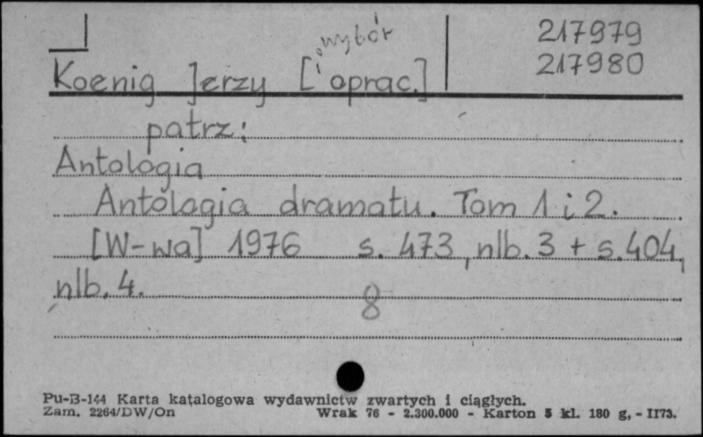 wybór
217979
217980
Koenig Jerzy [ oprac.]
patrz:
Antologia
Antologia dramatu. Tom 1 i 2.
[W-wa] 1976 s. 473, nlb. 3 + s. 404,
nlb. 4.
8
Pu-B-144 Karta katalogowa wydawnictw zwartych i ciągłych.
Zam. 2264/DW/On Wrak 76 - 2.300.000 - Karton 5 kl. 180 g, - II73.